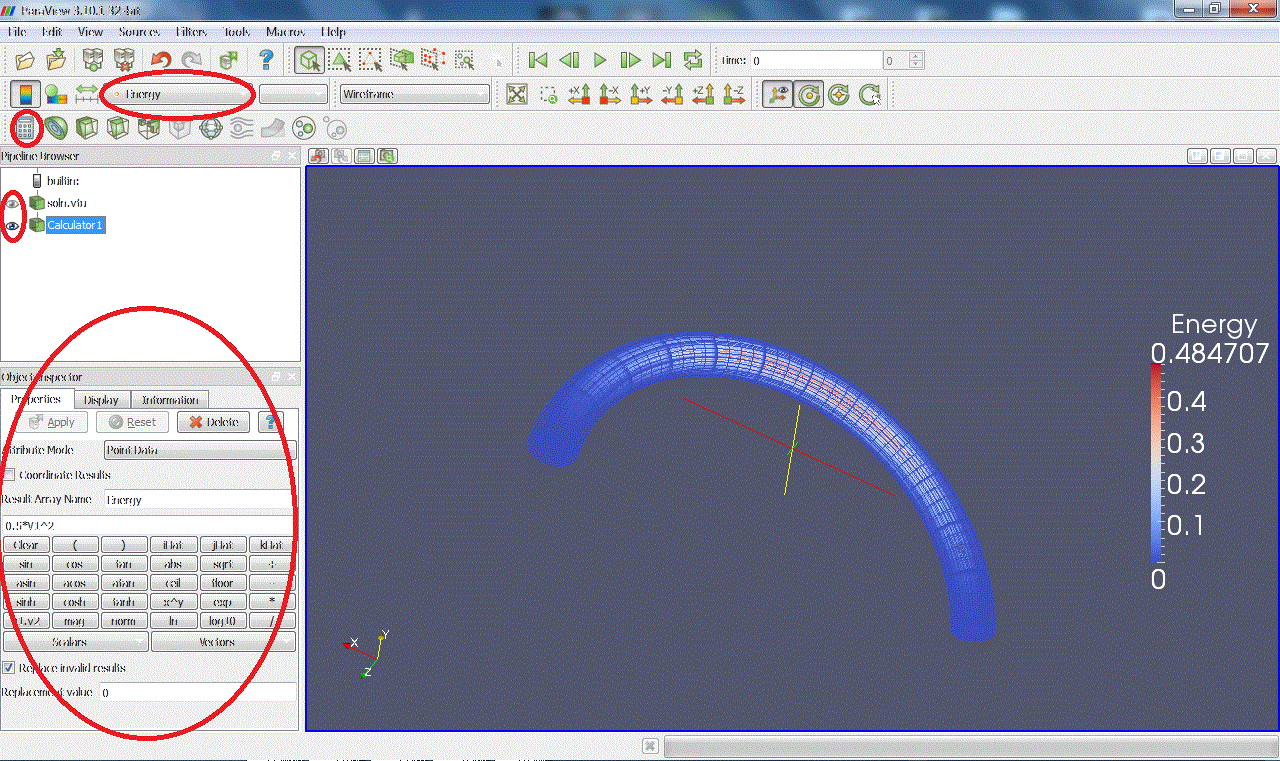 ParaView 3.10.1 32-bit
File Edit View Sources Filters Tools Macros Help
Time: 0 0
Energy Wireframe +X -X +Y -Y +Z -Z
Pipeline Browser
builtin:
soln.vtu
Calculator1
Object Inspector
Properties Display Information
Apply Reset Delete ?
Attribute Mode Point Data
Coordinate Results
Result Array Name Energy
0.5*V1^2
Clear ( ) iHat jHat kHat
sin cos tan abs sqrt +
asin acos atan ceil floor -
sinh cosh tanh x^y exp *
v1.v2 mag norm ln log10 /
Scalars Vectors
Replace invalid results
Replacement value 0
Energy
0.484707
0.4
0.3
0.2
0.1
0
X Y
Z